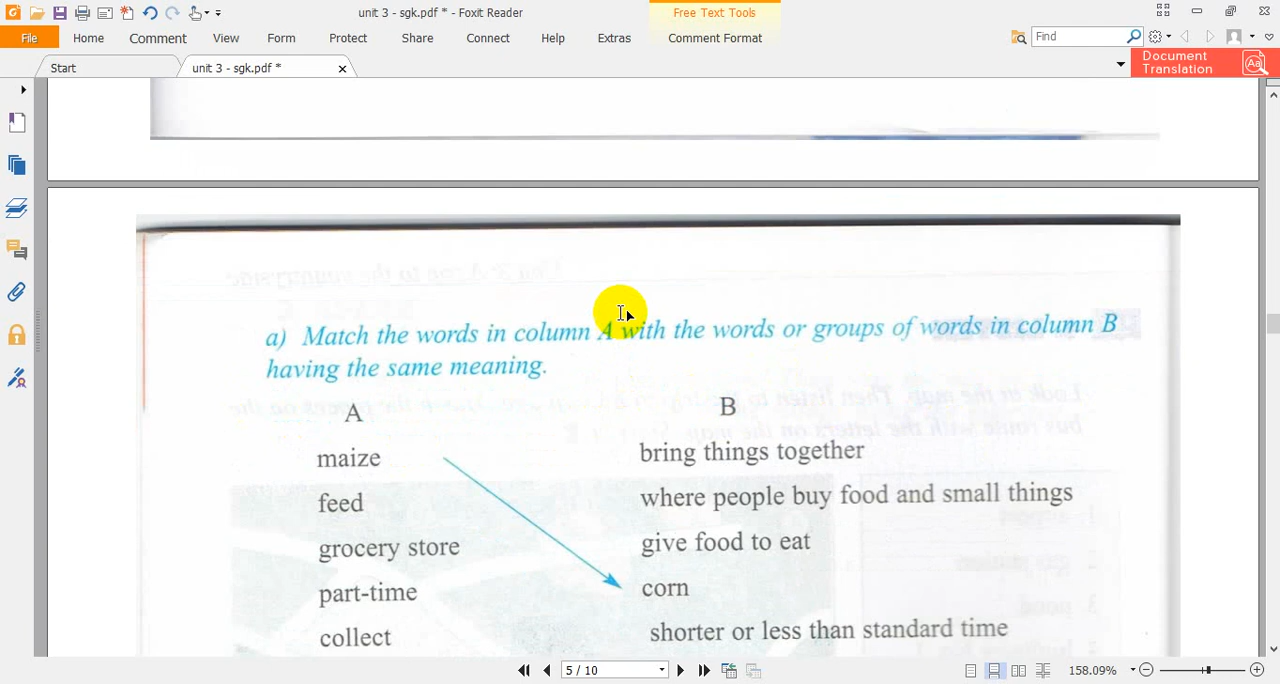 unit 3 - sgk.pdf * - Foxit Reader
Free Text Tools
File Home Comment View Form Protect Share Connect Help Extras Comment Format
Find
Start
unit 3 - sgk.pdf *
Document
Translation
a) Match the words in column A with the words or groups of words in column B
having the same meaning.
A B
maize bring things together
feed where people buy food and small things
grocery store give food to eat
part-time corn
collect shorter or less than standard time
5 / 10
158.09%